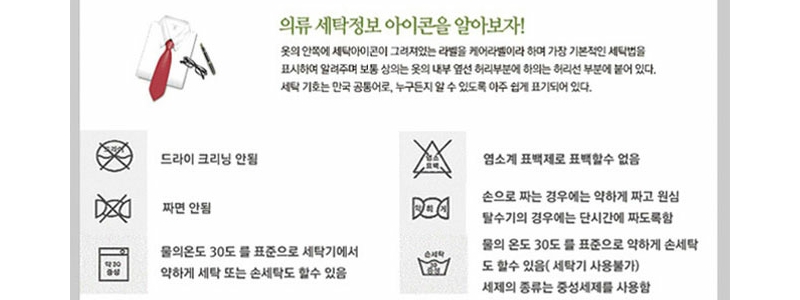 의류 세탁정보 아이콘을 알아보자!
옷의 안쪽에 세탁아이콘이 그려져있는 라벨을 케어라벨이라 하며 가장 기본적인 세탁법을
표시하여 알려주며 보통 상의는 옷의 내부 옆선 허리부분에 하의는 허리선 부분에 붙어 있다.
세탁 기호는 만국 공통어로, 누구든지 알 수 있도록 아주 쉽게 표기되어 있다.
드라이
드라이 크리닝 안됨
염소
표백
염소계 표백제로 표백할수 없음
짜면 안됨
약하게
손으로 짜는 경우에는 약하게 짜고 원심
탈수기의 경우에는 단시간에 짜도록함
약30
중성
물의온도 30도 를 표준으로 세탁기에서
약하게 세탁 또는 손세탁도 할수 있음
손세탁
중성
물의 온도 30도 를 표준으로 약하게 손세탁
도 할수 있음( 세탁기 사용불가)
세제의 종류는 중성세제를 사용함